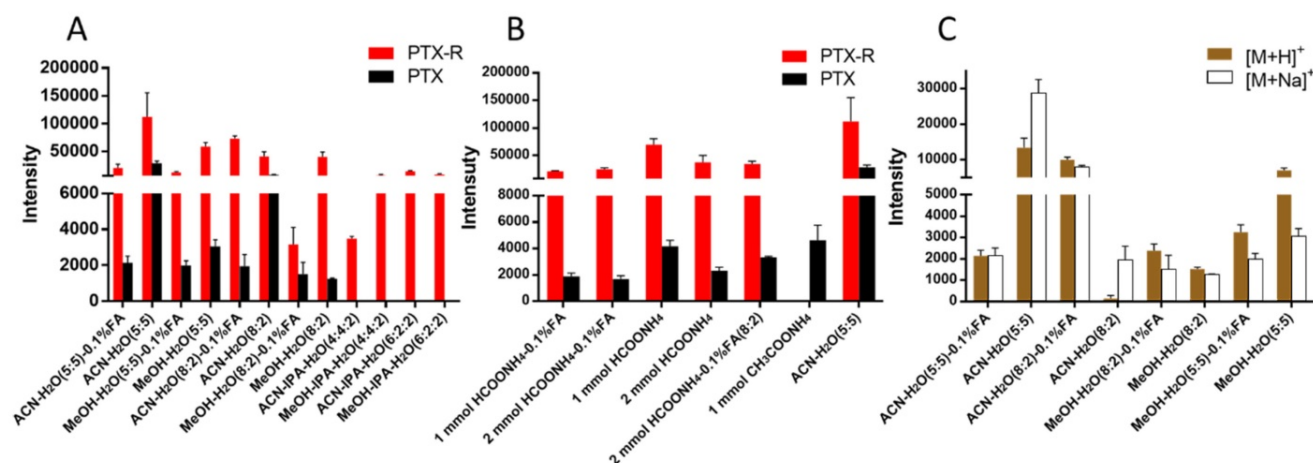 A
PTX-R
PTX
Intensity
200000
150000
100000
50000
6000
4000
2000
0
ACN-H₂O(5:5)-0.1%FA
ACN-H₂O(5:5)
MeOH-H₂O(5:5)-0.1%FA
MeOH-H₂O(5:5)
ACN-H₂O(8:2)-0.1%FA
ACN-H₂O(8:2)
MeOH-H₂O(8:2)-0.1%FA
MeOH-H₂O(8:2)
ACN-IPA-H₂O(4:4:2)
MeOH-IPA-H₂O(4:4:2)
ACN-IPA-H₂O(6:2:2)
MeOH-IPA-H₂O(6:2:2)
B
PTX-R
PTX
Intensuty
200000
150000
100000
50000
8000
6000
4000
2000
0
1 mmol HCOONH₄-0.1%FA
2 mmol HCOONH₄-0.1%FA
1 mmol HCOONH₄
2 mmol HCOONH₄
2 mmol HCOONH₄-0.1%FA(8:2)
1 mmol CH₃COONH₄
ACN-H₂O(5:5)
C
[M+H]⁺
[M+Na]⁺
Intensity
30000
20000
10000
5000
4000
3000
2000
1000
0
ACN-H₂O(5:5)-0.1%FA
ACN-H₂O(5:5)
ACN-H₂O(8:2)-0.1%FA
ACN-H₂O(8:2)
MeOH-H₂O(8:2)-0.1%FA
MeOH-H₂O(8:2)
MeOH-H₂O(5:5)-0.1%FA
MeOH-H₂O(5:5)